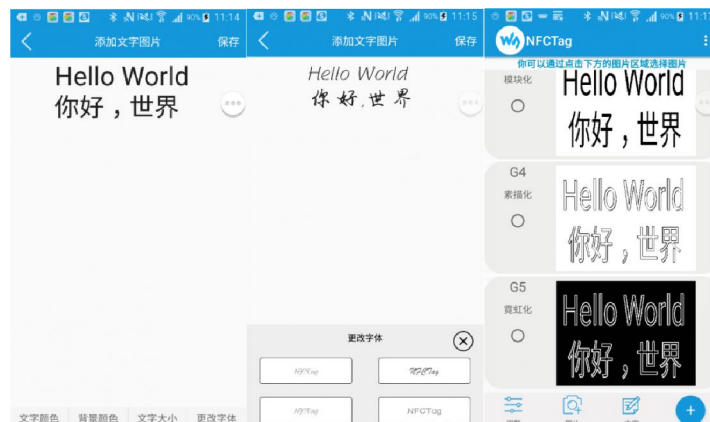 90% 11:14
添加文字图片
保存
Hello World
你好，世界
文字颜色
背景颜色
文字大小
更改字体
90% 11:15
添加文字图片
保存
Hello World
你好,世界
更改字体
NFCTag
NFCTag
NFCTag
NFCTag
90%
NFCTag
你可以通过点击下方的图片区域选择图片
模块化
Hello World
你好，世界
G4
素描化
Hello World
你好，世界
G5
霓虹化
Hello World
你好，世界